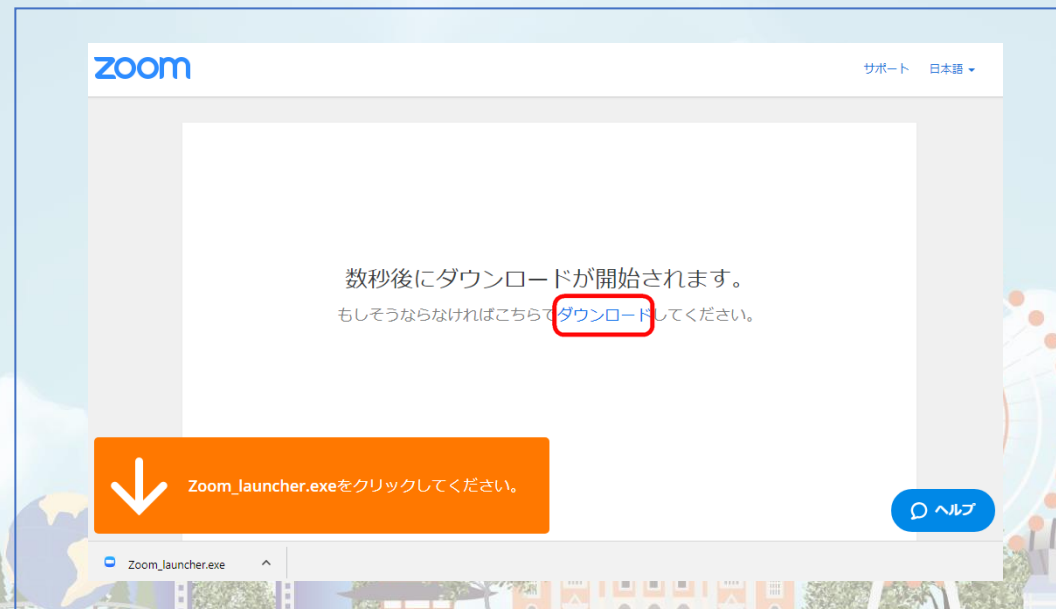 zoom
サポート 日本語
数秒後にダウンロードが開始されます。
もしそうならなければこちらでダウンロードしてください。
Zoom_launcher.exeをクリックしてください。
ヘルプ
Zoom_launcher.exe